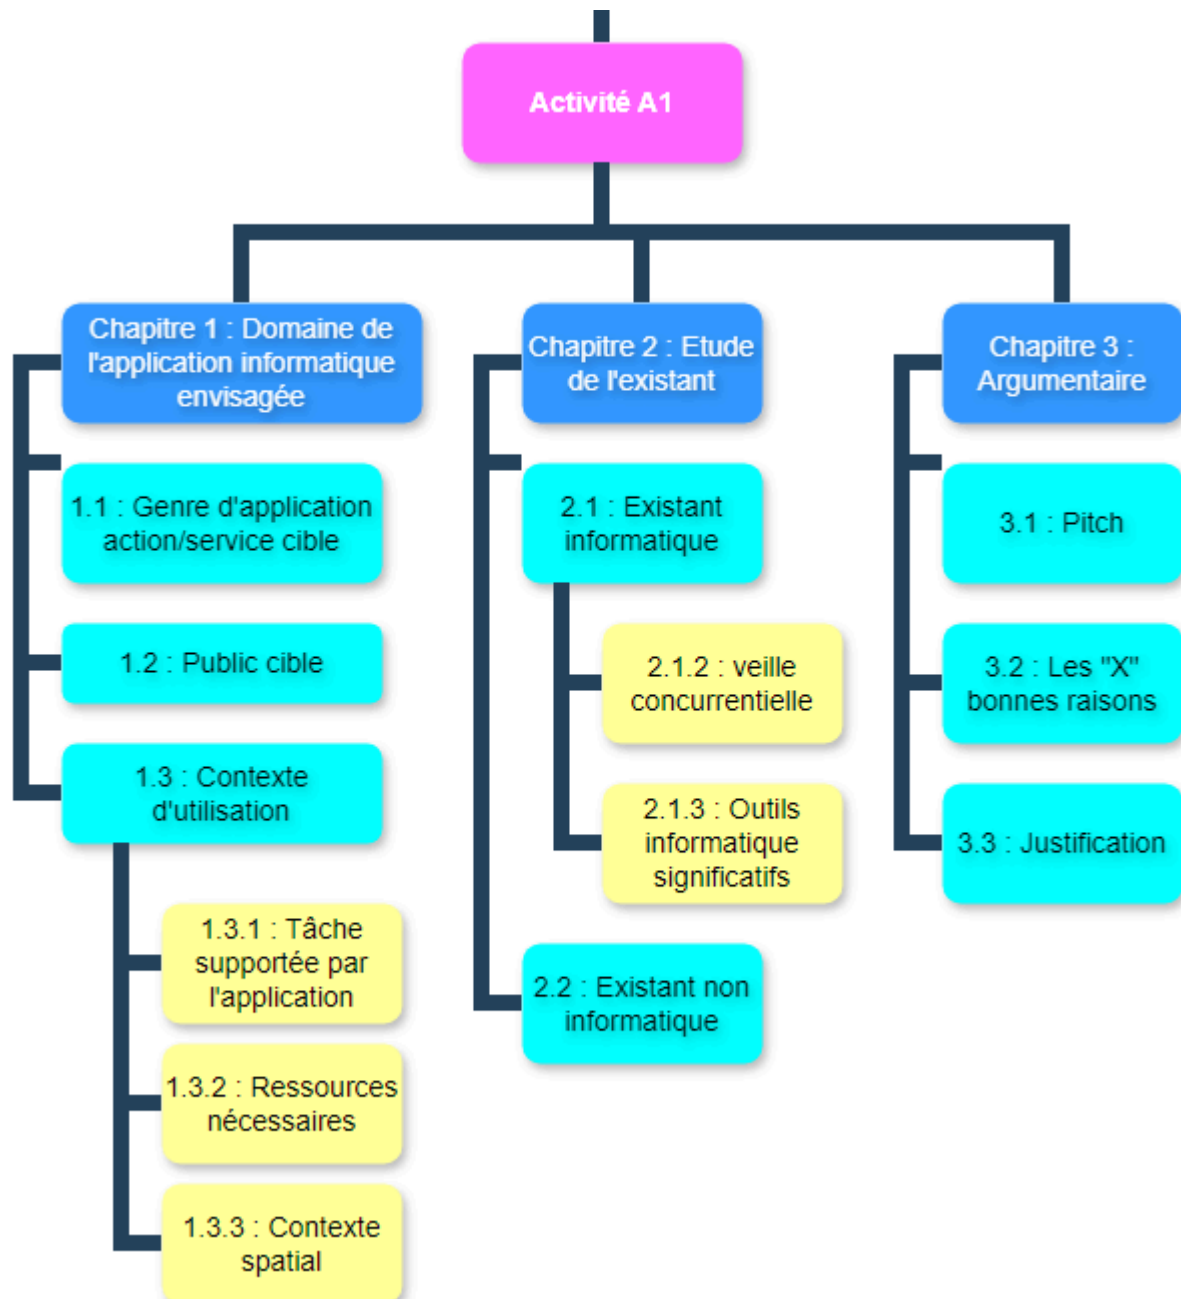 Activité A1
Chapitre 1 : Domaine de
l'application informatique
envisagée
1.1 : Genre d'application
action/service cible
1.2 : Public cible
1.3 : Contexte
d'utilisation
1.3.1 : Tâche
supportée par
l'application
1.3.2 : Ressources
nécessaires
1.3.3 : Contexte
spatial
Chapitre 2 : Etude
de l'existant
2.1 : Existant
informatique
2.1.2 : veille
concurrentielle
2.1.3 : Outils
informatique
significatifs
2.2 : Existant non
informatique
Chapitre 3 :
Argumentaire
3.1 : Pitch
3.2 : Les "X"
bonnes raisons
3.3 : Justification